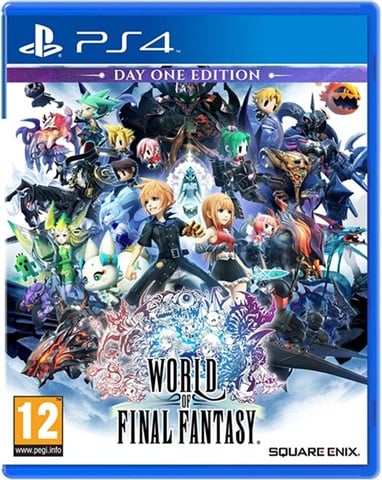 PS4
DAY ONE EDITION
WORLD
OF
FINAL FANTASY
12
www.pegi.info
SQUARE ENIX